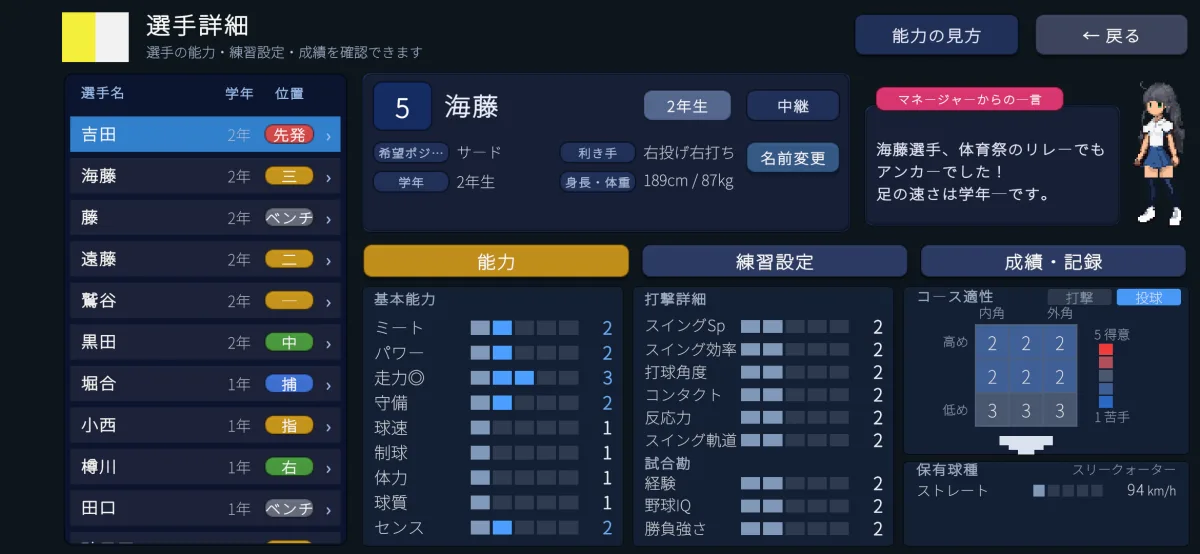 選手詳細
選手の能力・練習設定・成績を確認できます
能力の見方
← 戻る
選手名 学年 位置
吉田 2年 先発 ›
海藤 2年 三 ›
藤 2年 ベンチ ›
遠藤 2年 二 ›
鷲谷 2年 一 ›
黒田 2年 中 ›
堀合 1年 捕 ›
小西 1年 指 ›
樽川 1年 右 ›
田口 1年 ベンチ ›
5 海藤 2年生 中継
希望ポジ… サード 利き手 右投げ右打ち 名前変更
学年 2年生 身長・体重 189cm / 87kg
マネージャーからの一言
海藤選手、体育祭のリレーでも
アンカーでした！
足の速さは学年一です。
能力 練習設定 成績・記録
基本能力
ミート 2
パワー 2
走力◎ 3
守備 2
球速 1
制球 1
体力 1
球質 1
センス 2
打撃詳細
スイングSp 2
スイング効率 2
打球角度 2
コンタクト 2
反応力 2
スイング軌道 2
試合勘
経験 2
野球IQ 2
勝負強さ 2
コース適性 打撃 投球
内角 外角
高め 2 2 2
2 2 2
低め 3 3 3
5 得意
1 苦手
保有球種 スリークォーター
ストレート 94 km/h